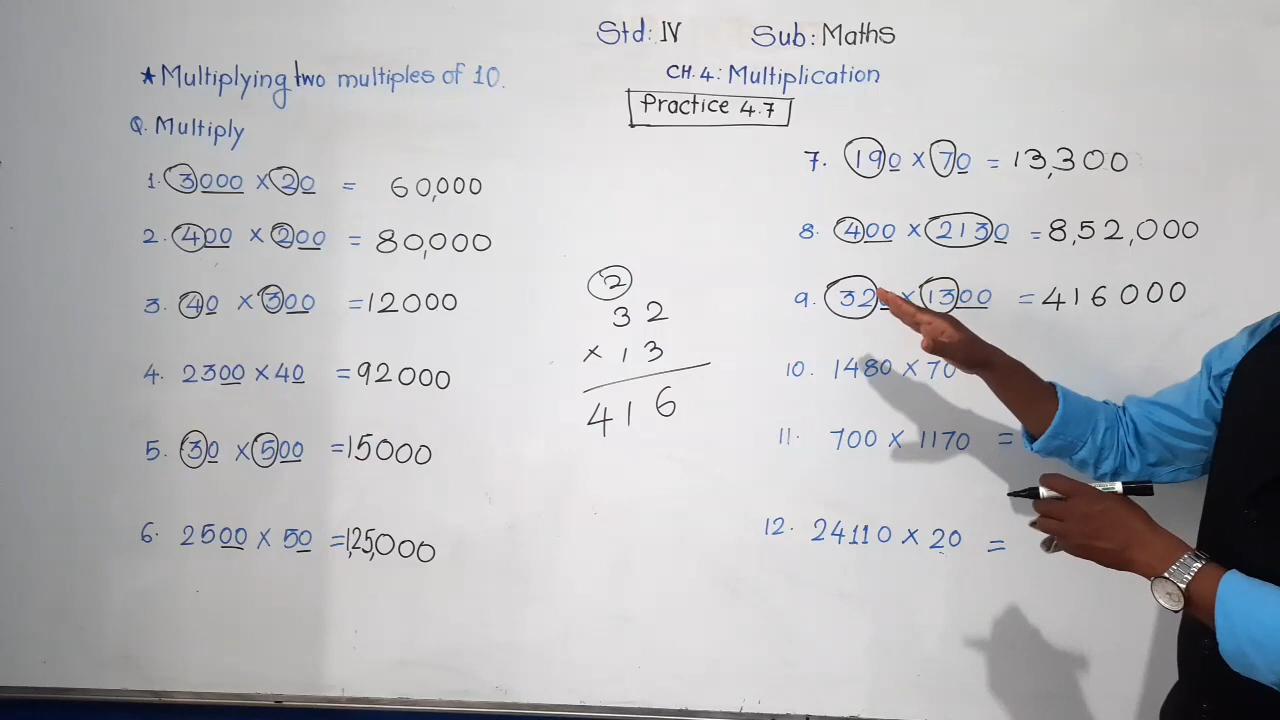 Std: IV Sub: Maths
CH. 4: Multiplication
Practice 4.7
★ Multiplying two multiples of 10.
Q. Multiply
1. 3000 × 20 = 60,000
2. 400 × 200 = 80,000
3. 40 × 300 = 12000
4. 2300 × 40 = 92000
5. 30 × 500 = 15000
6. 2500 × 50 = 125,000
2
32
× 13
416
7. 190 × 70 = 13,300
8. 400 × 2130 = 8,52,000
9. 320 × 1300 = 416000
10. 1480 × 70
11. 700 × 1170 =
12. 24110 × 20 =